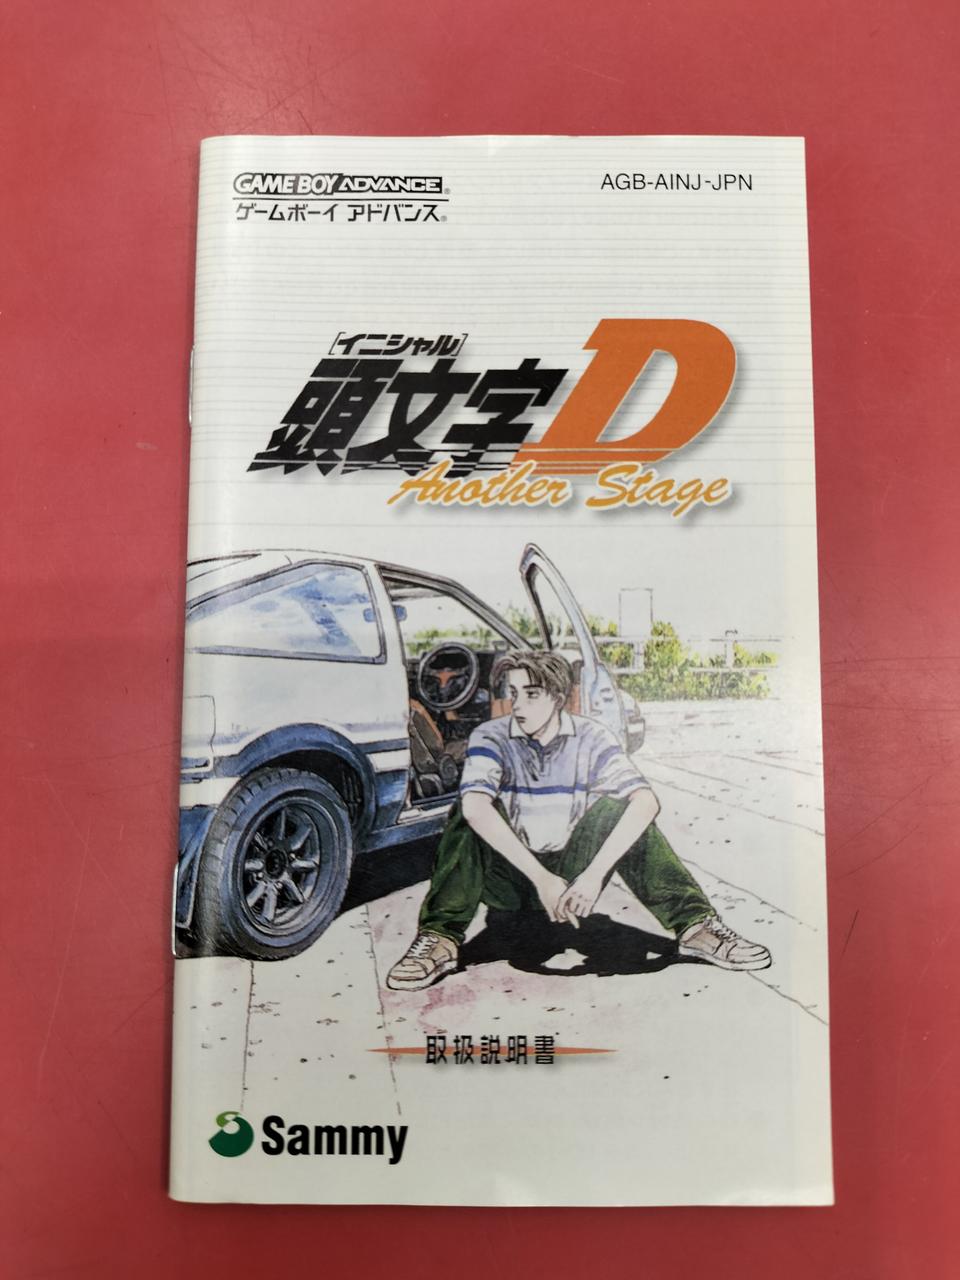 GAME BOY ADVANCE®
AGB-AINJ-JPN
ゲームボーイ アドバンス®
[イニシャル]
頭文字D
Another Stage
取扱説明書
Sammy